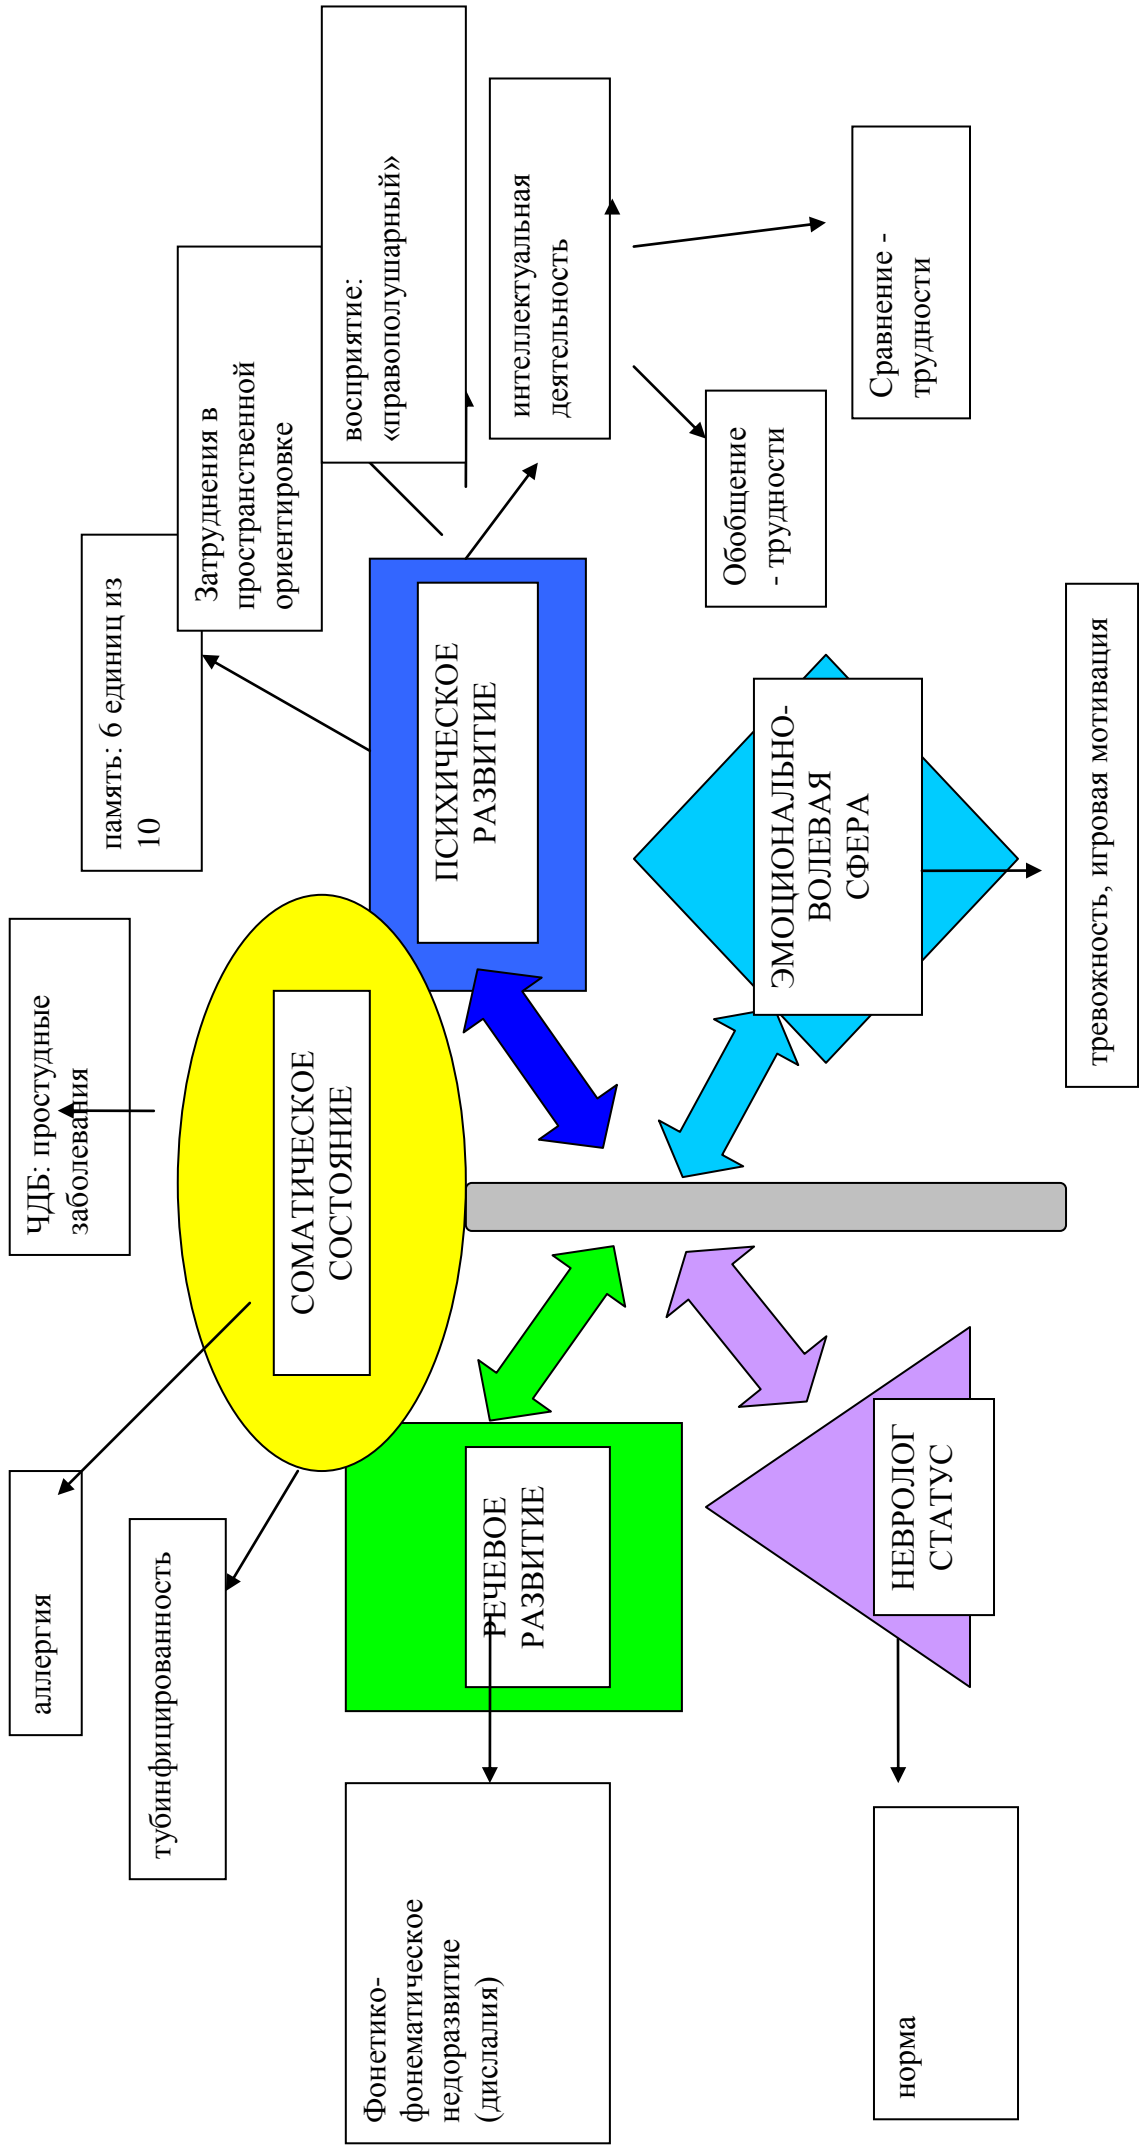 аллергия
ЧДБ: простудные
заболевания
память: 6 единиц из
10
тубинфицированность
Затруднения в
пространственной
ориентировке
восприятие:
«правополушарный»
СОМАТИЧЕСКОЕ
СОСТОЯНИЕ
Фонетико-
фонематическое
недоразвитие
(дислалия)
РЕЧЕВОЕ
РАЗВИТИЕ
ПСИХИЧЕСКОЕ
РАЗВИТИЕ
интеллектуальная
деятельность
Обобщение
- трудности
Сравнение -
трудности
НЕВРОЛОГ
СТАТУС
ЭМОЦИОНАЛЬНО-
ВОЛЕВАЯ
СФЕРА
норма
тревожность, игровая мотивация